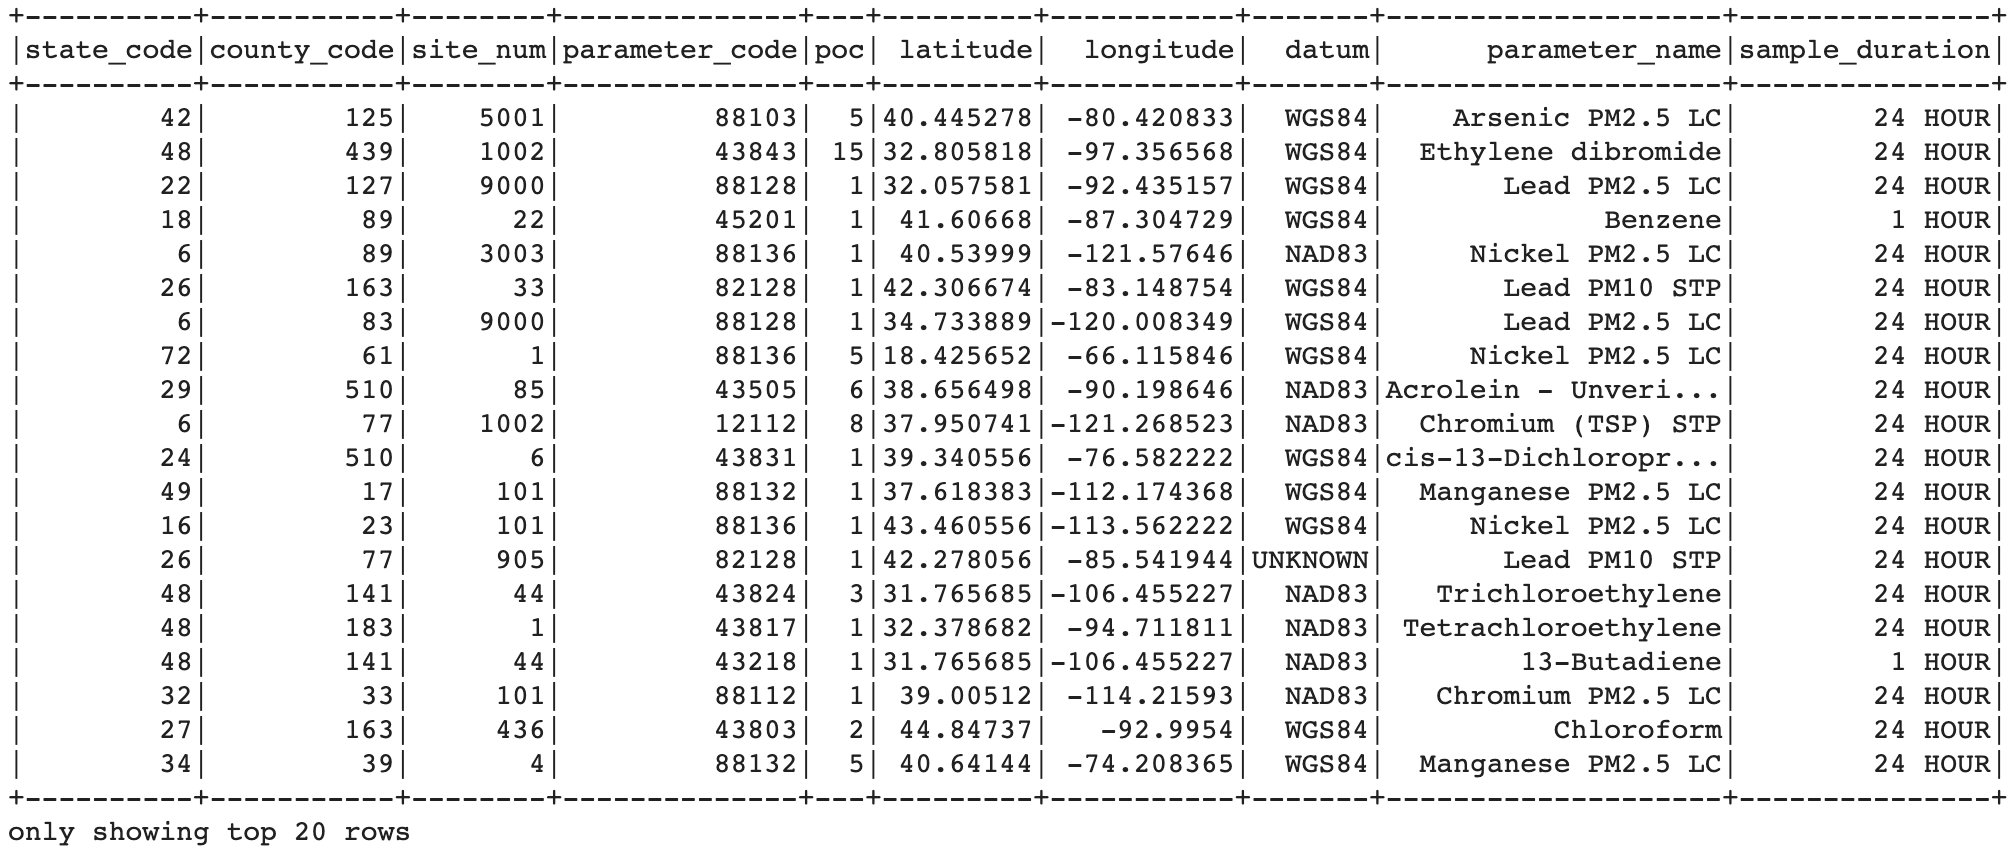 +----------+-----------+--------+--------------+---+---------+-----------+-------+--------------------+---------------+
|state_code|county_code|site_num|parameter_code|poc| latitude|  longitude|  datum|      parameter_name|sample_duration|
+----------+-----------+--------+--------------+---+---------+-----------+-------+--------------------+---------------+
|        42|        125|    5001|         88103|  5|40.445278| -80.420833|  WGS84|    Arsenic PM2.5 LC|        24 HOUR|
|        48|        439|    1002|         43843| 15|32.805818| -97.356568|  WGS84|  Ethylene dibromide|        24 HOUR|
|        22|        127|    9000|         88128|  1|32.057581| -92.435157|  WGS84|       Lead PM2.5 LC|        24 HOUR|
|        18|         89|      22|         45201|  1| 41.60668| -87.304729|  WGS84|             Benzene|         1 HOUR|
|         6|         89|    3003|         88136|  1| 40.53999| -121.57646|  NAD83|     Nickel PM2.5 LC|        24 HOUR|
|        26|        163|      33|         82128|  1|42.306674| -83.148754|  WGS84|       Lead PM10 STP|        24 HOUR|
|         6|         83|    9000|         88128|  1|34.733889|-120.008349|  WGS84|       Lead PM2.5 LC|        24 HOUR|
|        72|         61|       1|         88136|  5|18.425652| -66.115846|  WGS84|     Nickel PM2.5 LC|        24 HOUR|
|        29|        510|      85|         43505|  6|38.656498| -90.198646|  NAD83|Acrolein - Unveri...|        24 HOUR|
|         6|         77|    1002|         12112|  8|37.950741|-121.268523|  NAD83|  Chromium (TSP) STP|        24 HOUR|
|        24|        510|       6|         43831|  1|39.340556| -76.582222|  WGS84|cis-13-Dichloropr...|        24 HOUR|
|        49|         17|     101|         88132|  1|37.618383|-112.174368|  WGS84|  Manganese PM2.5 LC|        24 HOUR|
|        16|         23|     101|         88136|  1|43.460556|-113.562222|  WGS84|     Nickel PM2.5 LC|        24 HOUR|
|        26|         77|     905|         82128|  1|42.278056| -85.541944|UNKNOWN|       Lead PM10 STP|        24 HOUR|
|        48|        141|      44|         43824|  3|31.765685|-106.455227|  NAD83|   Trichloroethylene|        24 HOUR|
|        48|        183|       1|         43817|  1|32.378682| -94.711811|  NAD83| Tetrachloroethylene|        24 HOUR|
|        48|        141|      44|         43218|  1|31.765685|-106.455227|  NAD83|        13-Butadiene|         1 HOUR|
|        32|         33|     101|         88112|  1| 39.00512| -114.21593|  NAD83|   Chromium PM2.5 LC|        24 HOUR|
|        27|        163|     436|         43803|  2| 44.84737|   -92.9954|  WGS84|          Chloroform|        24 HOUR|
|        34|         39|       4|         88132|  5| 40.64144| -74.208365|  WGS84|  Manganese PM2.5 LC|        24 HOUR|
+----------+-----------+--------+--------------+---+---------+-----------+-------+--------------------+---------------+
only showing top 20 rows